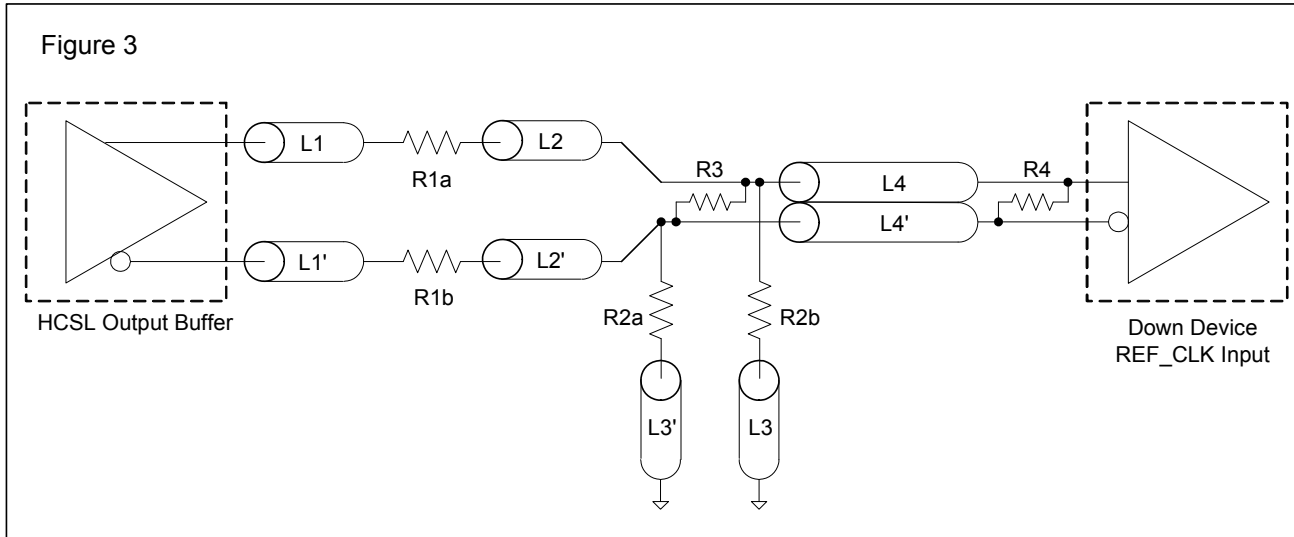 Figure 3
L1
R1a
L2
R3
L4
R4
L4'
L1'
R1b
L2'
HCSL Output Buffer
R2a
R2b
Down Device
REF_CLK Input
L3'
L3